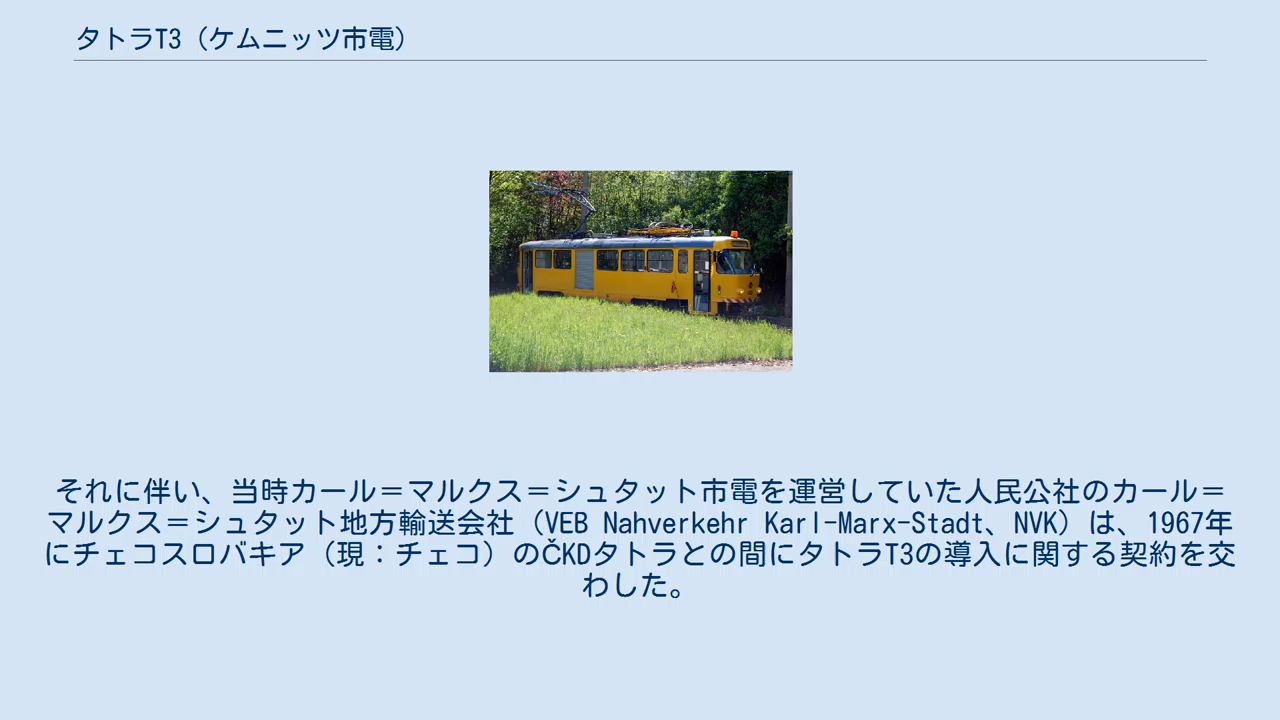 タトラT3（ケムニッツ市電）
それに伴い、当時カール＝マルクス＝シュタット市電を運営していた人民公社のカール＝
マルクス＝シュタット地方輸送会社（VEB Nahverkehr Karl-Marx-Stadt、NVK）は、1967年
にチェコスロバキア（現：チェコ）のČKDタトラとの間にタトラT3の導入に関する契約を交
わした。